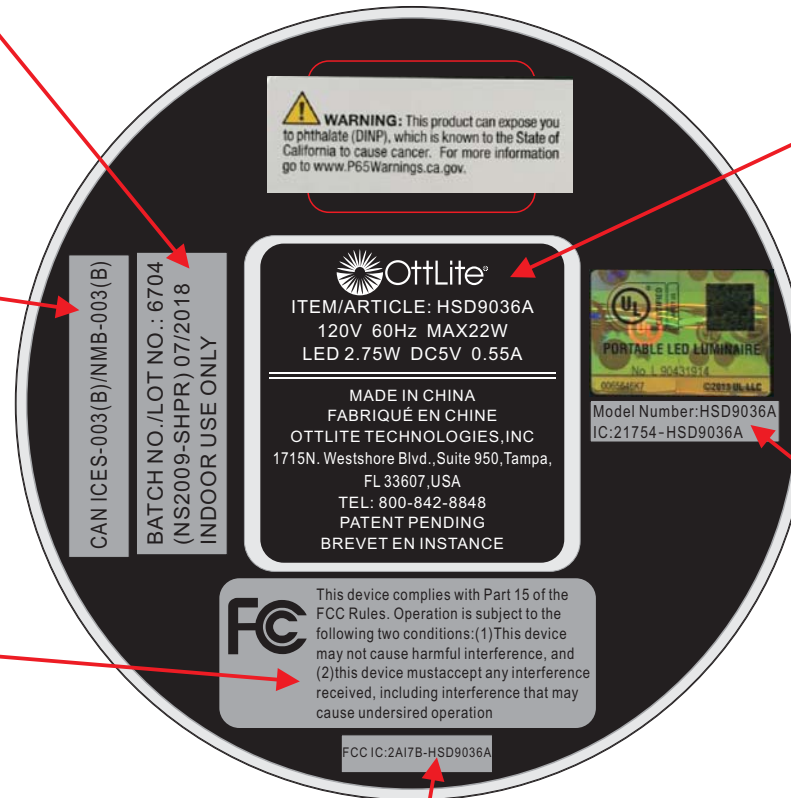 WARNING: This product can expose you
to phthalate (DINP), which is known to the State of
California to cause cancer. For more information
go to www.P65Warnings.ca.gov.
CAN ICES-003(B)/NMB-003(B)
BATCH NO./LOT NO.: 6704
(NS2009-SHPR) 07/2018
INDOOR USE ONLY
OttLite®
ITEM/ARTICLE: HSD9036A
120V 60Hz MAX22W
LED 2.75W DC5V 0.55A
MADE IN CHINA
FABRIQUÉ EN CHINE
OTTLITE TECHNOLOGIES,INC
1715N. Westshore Blvd.,Suite 950,Tampa,
FL 33607,USA
TEL: 800-842-8848
PATENT PENDING
BREVET EN INSTANCE
UL
PORTABLE LED LUMINAIRE
No. L 90431914
©2013 UL LLC
Model Number:HSD9036A
IC:21754-HSD9036A
FC
This device complies with Part 15 of the
FCC Rules. Operation is subject to the
following two conditions:(1)This device
may not cause harmful interference, and
(2)this device mustaccept any interference
received, including interference that may
cause undersired operation
FCC IC:2AI7B-HSD9036A